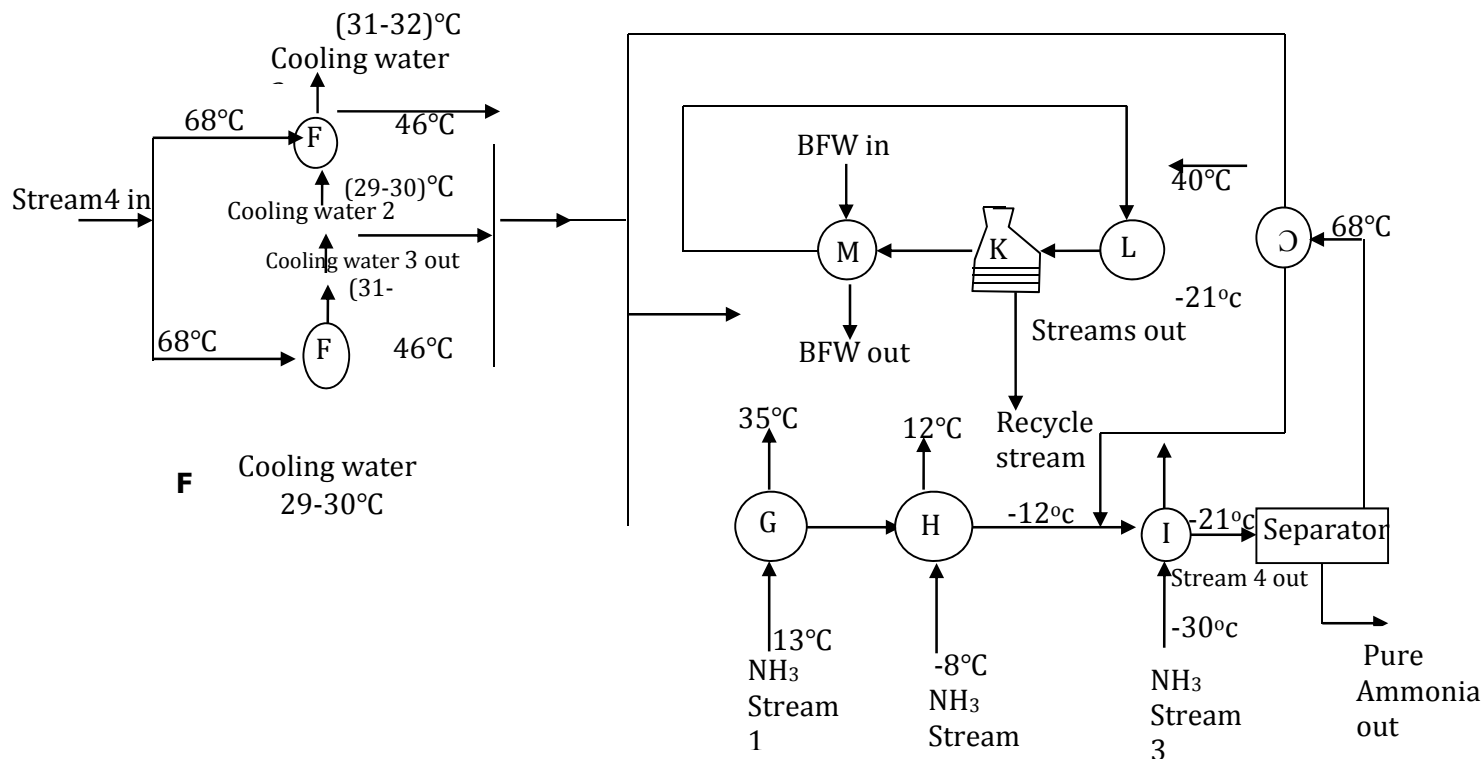 (31-32)°C
Cooling water
68°C
F
46°C
Stream4 in
(29-30)°C
Cooling water 2
Cooling water 3 out
(31-
68°C
F
46°C
F
Cooling water
29-30°C
BFW in
40°C
M
K
L
68°C
-21°c
Streams out
BFW out
35°C
12°C
Recycle
stream
G
H
-12°c
I
-21°c
Separator
Stream 4 out
13°C
-8°C
-30°c
NH₃
Stream
1
NH₃
Stream
NH₃
Stream
3
Pure
Ammonia
out